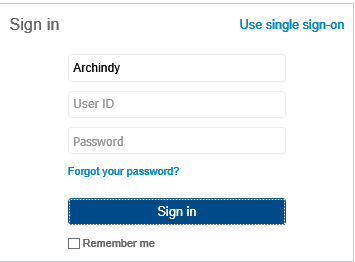 Sign in
Use single sign-on
Archindy
User ID
Password
Forgot your password?
Sign in
Remember me